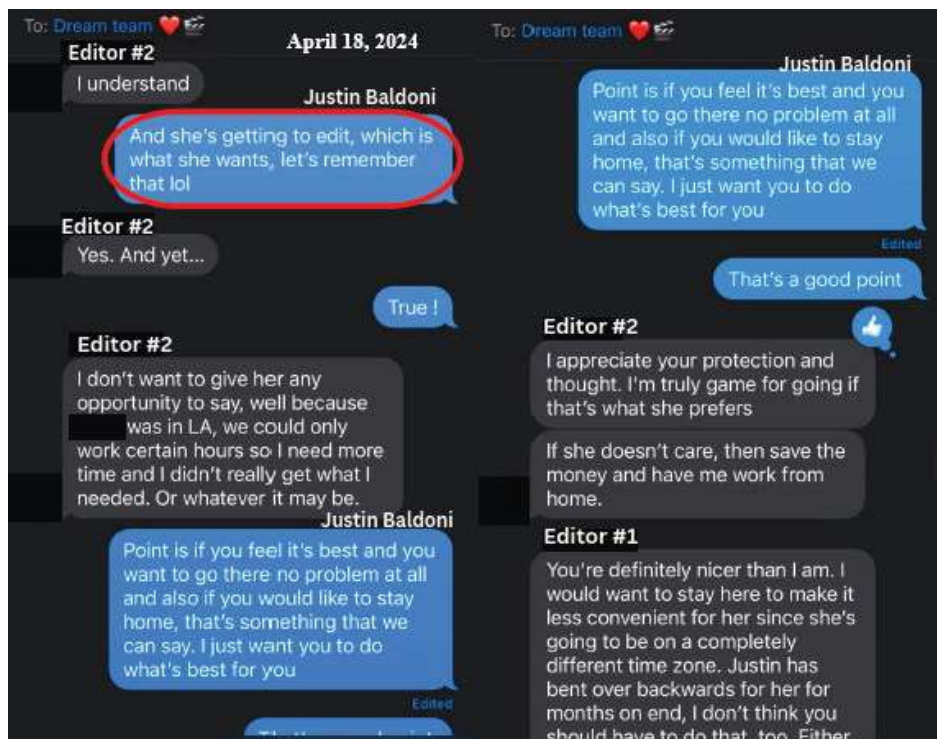 To: Dream team ❤️🎬
April 18, 2024
Editor #2
I understand
Justin Baldoni
And she's getting to edit, which is
what she wants, let's remember
that lol
Editor #2
Yes. And yet...
True !
Editor #2
I don't want to give her any
opportunity to say, well because
was in LA, we could only
work certain hours so I need more
time and I didn't really get what I
needed. Or whatever it may be.
Justin Baldoni
Point is if you feel it's best and you
want to go there no problem at all
and also if you would like to stay
home, that's something that we
can say. I just want you to do
what's best for you
Edited
To: Dream team ❤️🎬
Justin Baldoni
Point is if you feel it's best and you
want to go there no problem at all
and also if you would like to stay
home, that's something that we
can say. I just want you to do
what's best for you
Edited
That's a good point
Editor #2
I appreciate your protection and
thought. I'm truly game for going if
that's what she prefers
If she doesn't care, then save the
money and have me work from
home.
Editor #1
You're definitely nicer than I am. I
would want to stay here to make it
less convenient for her since she's
going to be on a completely
different time zone. Justin has
bent over backwards for her for
months on end, I don't think you
should have to do that, too. Either